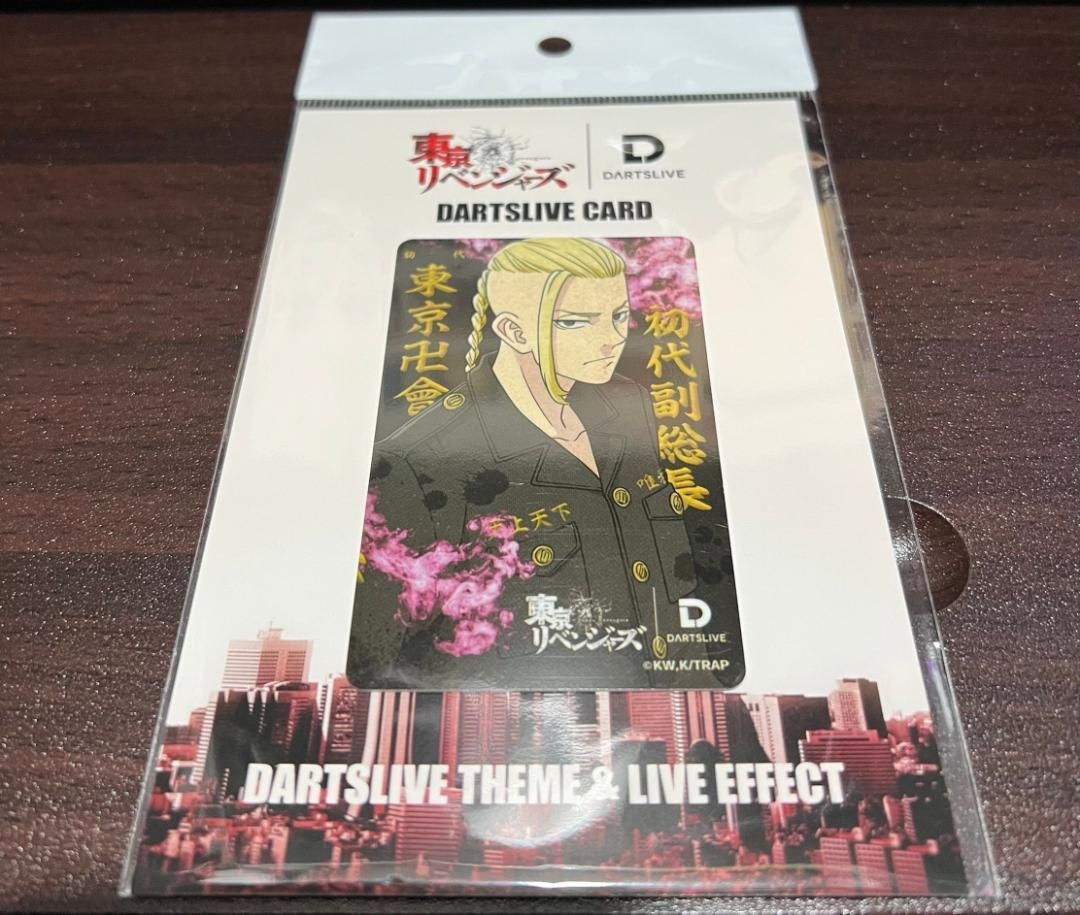 東京
リベンジャーズ
DARTSLIVE
DARTSLIVE CARD
初代
東京卍會
初代副総長
天上天下
唯
東京
リベンジャーズ
DARTSLIVE
©KW,K/TRAP
DARTSLIVE THEME & LIVE EFFECT